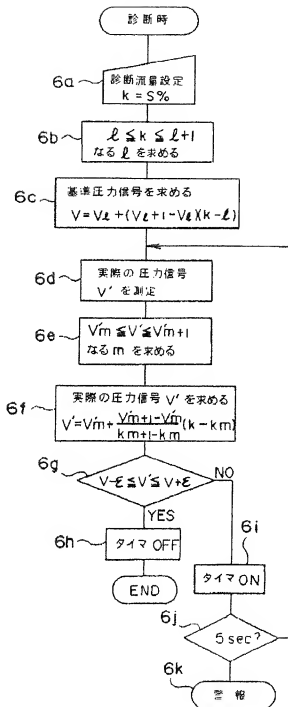 診断時
6a
診断流量設定
k = S%
6b
ℓ ≦ k ≦ ℓ+1
なる ℓ を求める
6c
基準圧力信号を求める
V = Vℓ + (Vℓ+1 − Vℓ)(k − ℓ)
6d
実際の圧力信号
V' を測定
6e
V'm ≦ V' ≦ V'm+1
なる m を求める
6f
実際の圧力信号 V' を求める
V' = V'm + \frac{V'm+1 − V'm}{km+1 − km}(k − km)
6g
V−ε ≦ V' ≦ V+ε
NO
YES
6h
タイマ OFF
6i
END
タイマ ON
6j
5 sec?
6k
警報